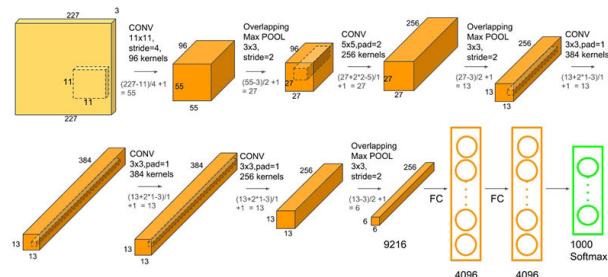 227
3
11
11
227
CONV
11x11,
stride=4,
96 kernels
(227-11)/4 +1
= 55
96
55
55
Overlapping
Max POOL
3x3,
stride=2
(55-3)/2 +1
= 27
96
27
27
CONV
5x5,pad=2
256 kernels
(27+2*2-5)/1
+1 = 27
256
27
27
Overlapping
Max POOL
3x3,
stride=2
(27-3)/2 +1
= 13
256
13
13
CONV
3x3,pad=1
384 kernels
(13+2*1-3)/1
+1 = 13
384
13
13
CONV
3x3,pad=1
384 kernels
(13+2*1-3)/1
+1 = 13
384
13
13
CONV
3x3,pad=1
256 kernels
(13+2*1-3)/1
+1 = 13
256
13
13
Overlapping
Max POOL
3x3,
stride=2
(13-3)/2 +1
= 6
256
6
6
9216
FC
4096
FC
4096
1000
Softmax